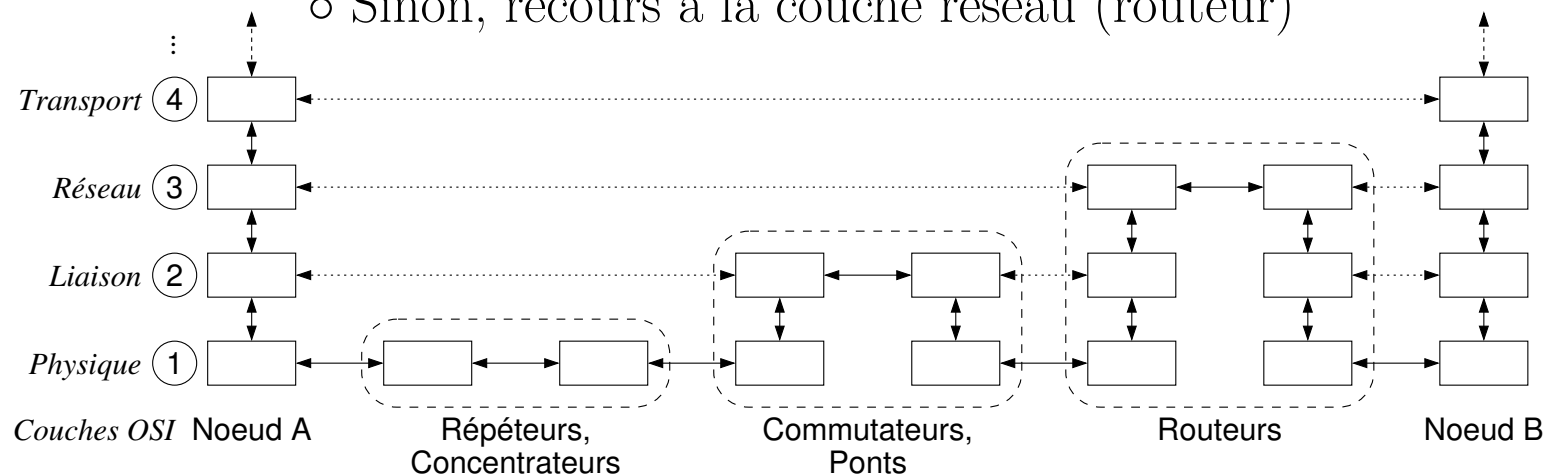 ○ Sinon, recours à la couche réseau (routeur)
...
Transport 4
Réseau 3
Liaison 2
Physique 1
Couches OSI Noeud A Répéteurs, Concentrateurs Commutateurs, Ponts Routeurs Noeud B